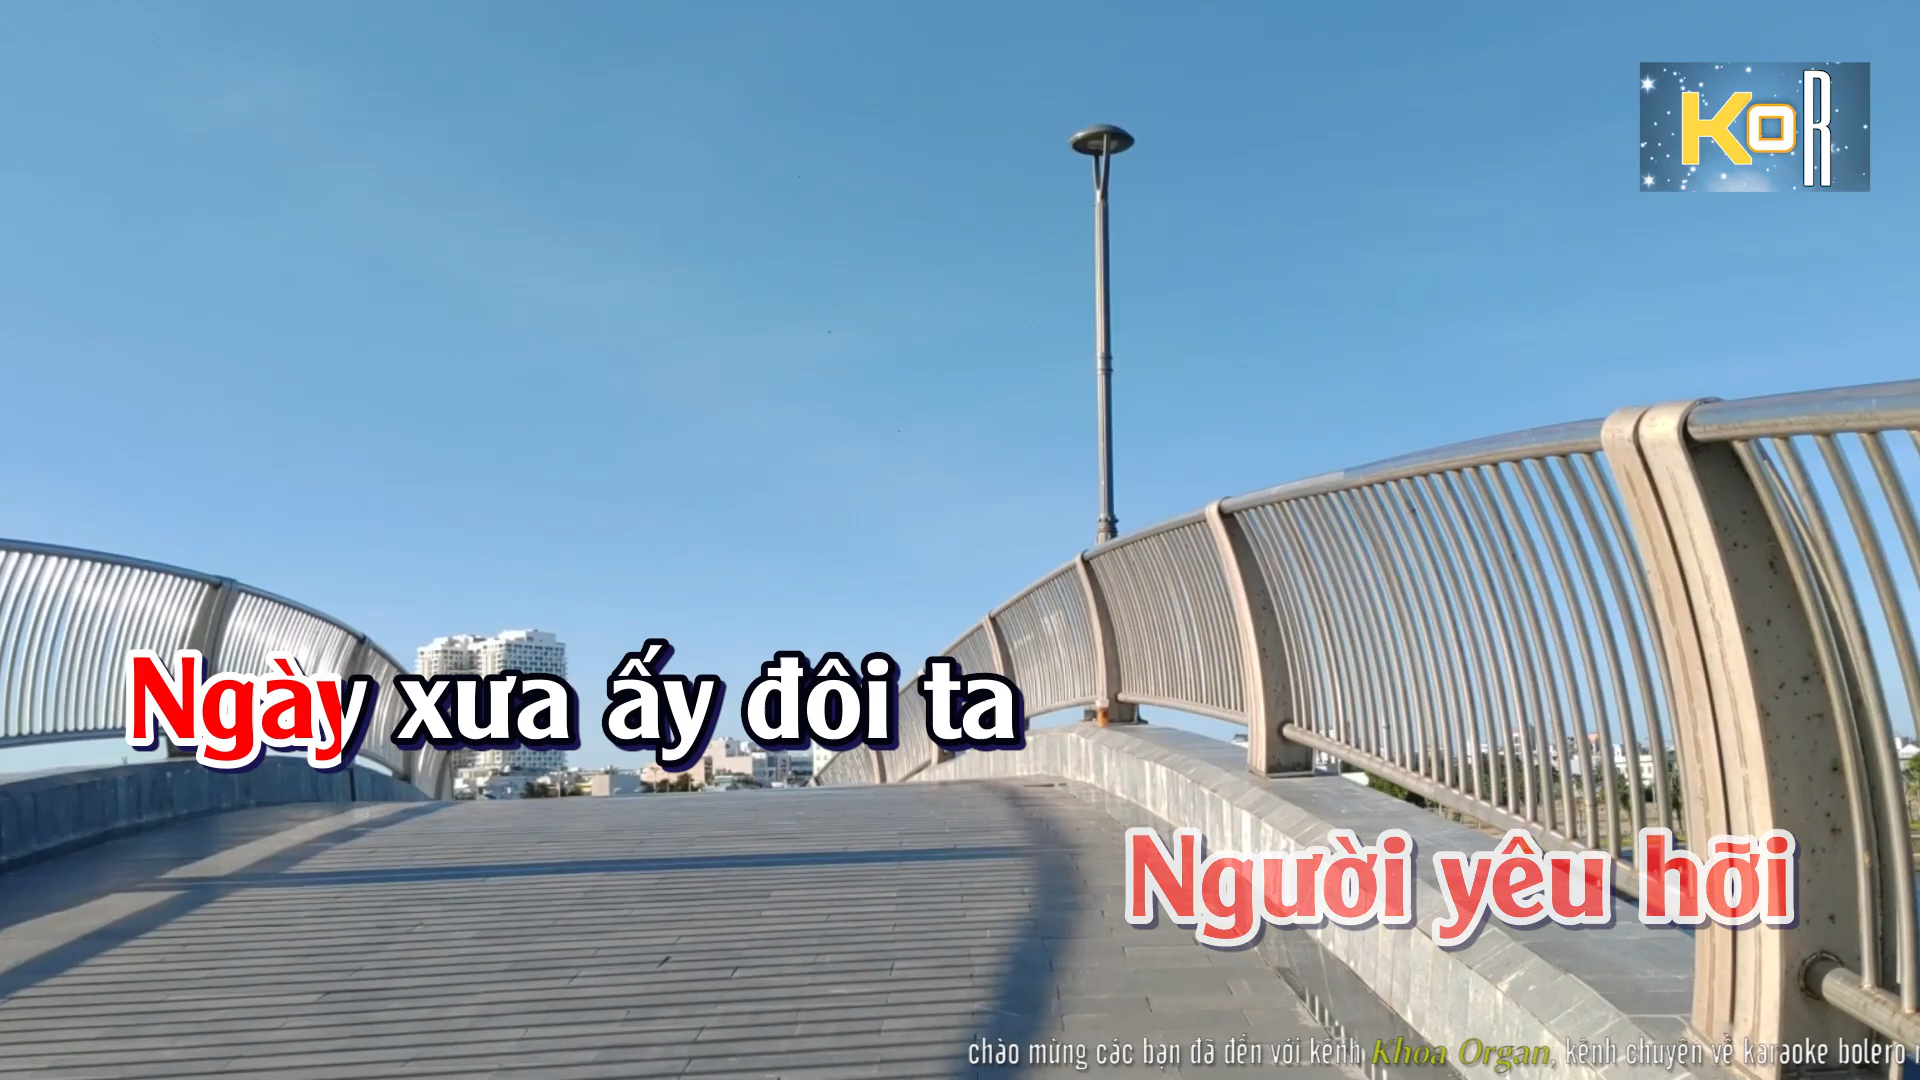 KOR
Ngày xưa ấy đôi ta
Người yêu hỡi
chào mừng các bạn đã đến với kênh Khoa Organ, kênh chuyên về karaoke bolero